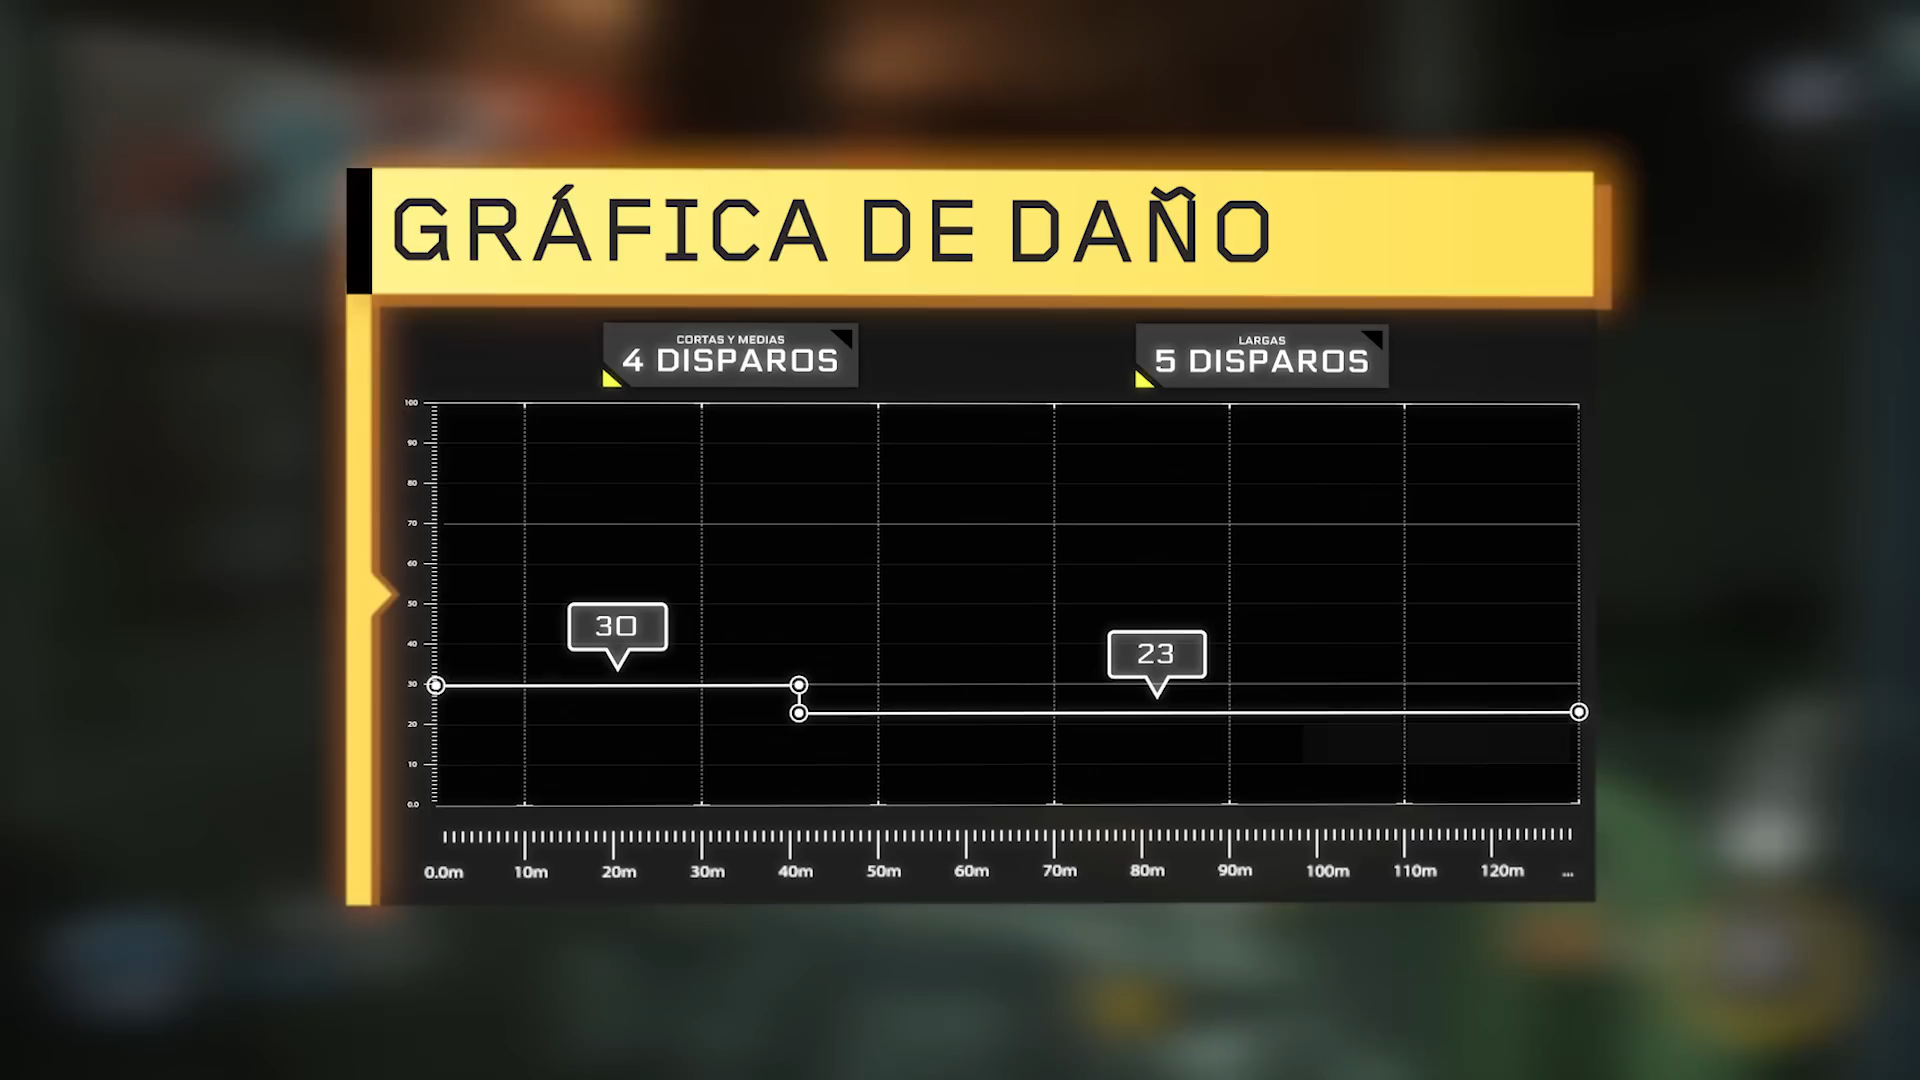 GRÁFICA DE DAÑO
CORTAS Y MEDIAS
4 DISPAROS
LARGAS
5 DISPAROS
100
90
80
70
60
50
40
30
20
10
0.0
30
23
0.0m 10m 20m 30m 40m 50m 60m 70m 80m 90m 100m 110m 120m ...